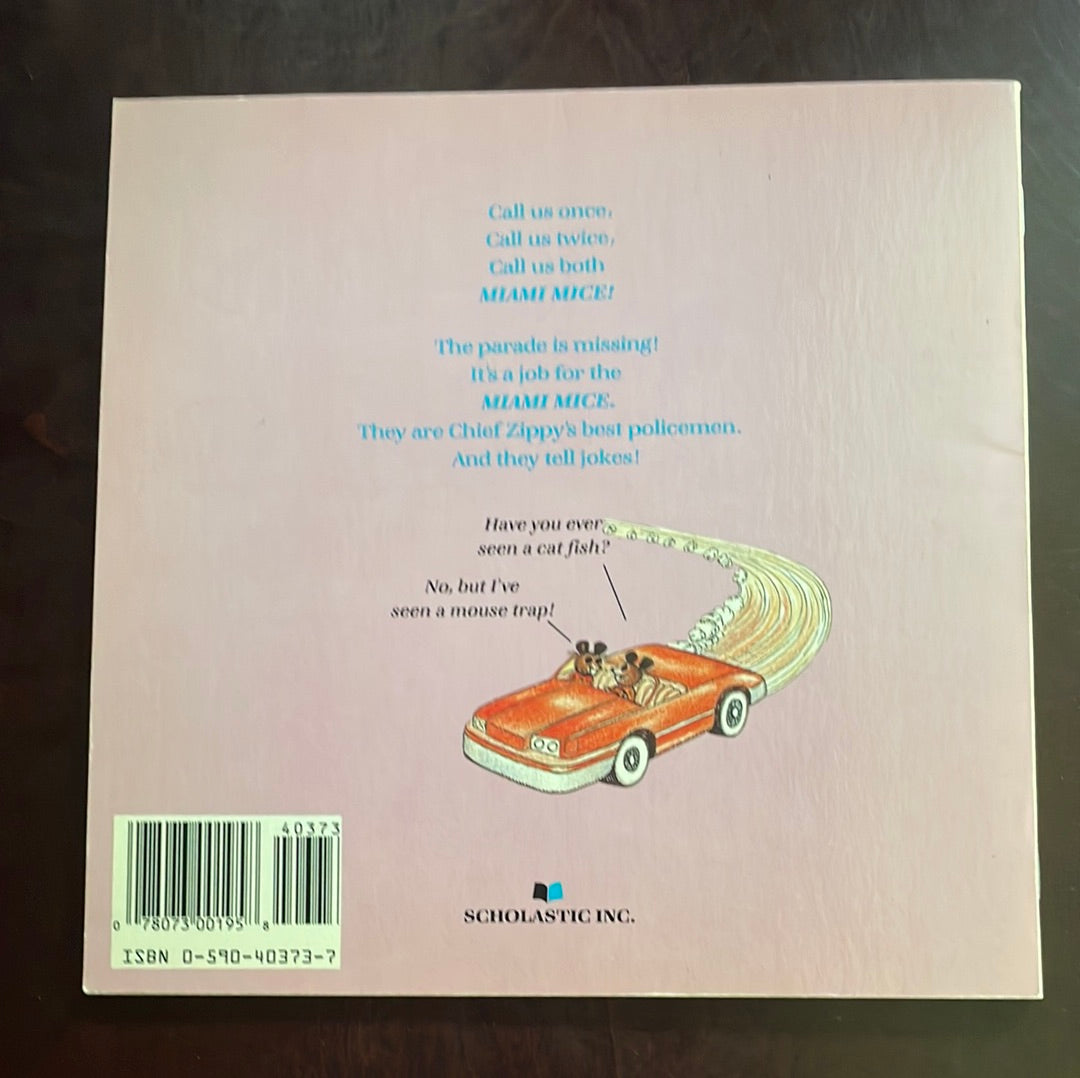 Call us once,
Call us twice,
Call us both
MIAMI MICE!
The parade is missing!
It's a job for the
MIAMI MICE.
They are Chief Zippy's best policemen.
And they tell jokes!
Have you ever
seen a cat fish?
No, but I've
seen a mouse trap!
40373
0 78073 00195 8
ISBN 0-590-40373-7
SCHOLASTIC INC.